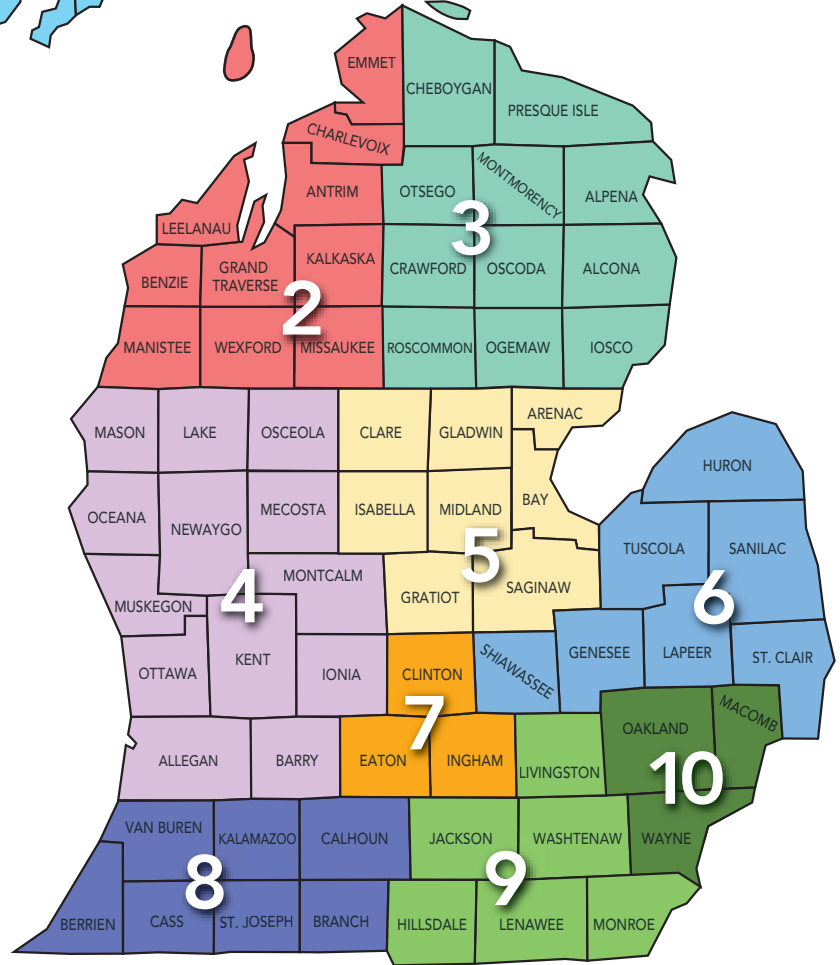 EMMET
CHEBOYGAN
PRESQUE ISLE
CHARLEVOIX
ANTRIM
OTSEGO
MONTMORENCY
ALPENA
LEELANAU
3
BENZIE
GRAND
TRAVERSE
KALKASKA
CRAWFORD
OSCODA
ALCONA
2
MANISTEE
WEXFORD
MISSAUKEE
ROSCOMMON
OGEMAW
IOSCO
MASON
LAKE
OSCEOLA
CLARE
GLADWIN
ARENAC
HURON
OCEANA
NEWAYGO
MECOSTA
ISABELLA
MIDLAND
BAY
5
TUSCOLA
SANILAC
MUSKEGON
4
MONTCALM
GRATIOT
SAGINAW
6
OTTAWA
KENT
IONIA
CLINTON
SHIAWASSEE
GENESEE
LAPEER
ST. CLAIR
7
ALLEGAN
BARRY
EATON
INGHAM
LIVINGSTON
OAKLAND
MACOMB
10
VAN BUREN
KALAMAZOO
CALHOUN
JACKSON
WASHTENAW
WAYNE
8
9
BERRIEN
CASS
ST. JOSEPH
BRANCH
HILLSDALE
LENAWEE
MONROE